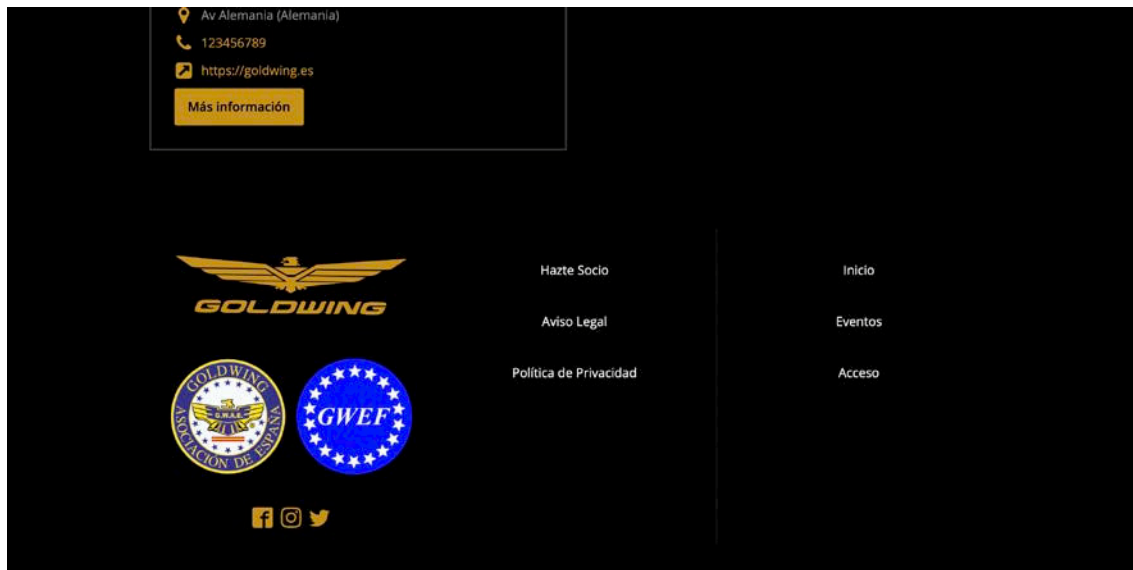 Av Alemania (Alemania)
123456789
https://goldwing.es
Más información
GOLDWING
GOLDWING
ASOCIACIÓN DE ESPAÑA
G.W.A.E.
GWEF
Hazte Socio
Aviso Legal
Política de Privacidad
Inicio
Eventos
Acceso